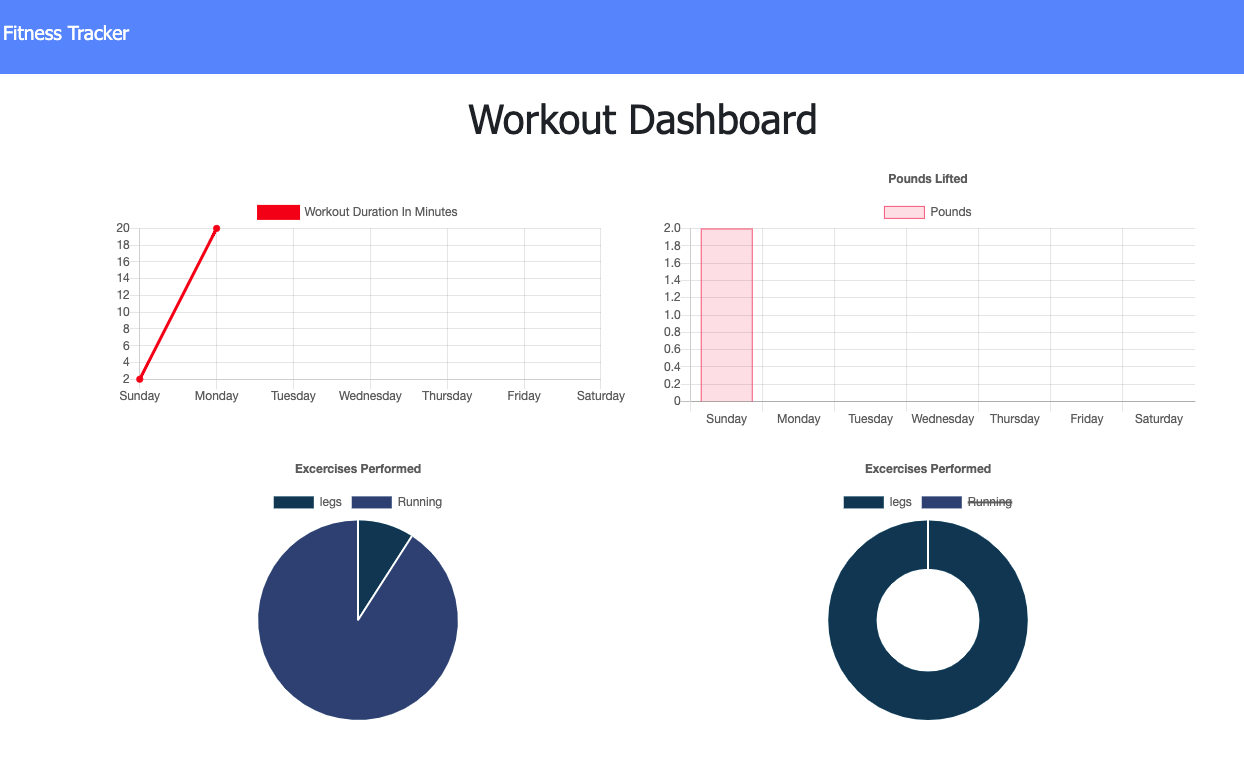 Fitness Tracker
Workout Dashboard
Workout Duration In Minutes
20
18
16
14
12
10
8
6
4
2
Sunday Monday Tuesday Wednesday Thursday Friday Saturday
Pounds Lifted
Pounds
2.0
1.8
1.6
1.4
1.2
1.0
0.8
0.6
0.4
0.2
0
Sunday Monday Tuesday Wednesday Thursday Friday Saturday
Excercises Performed
legs Running
Excercises Performed
legs Running